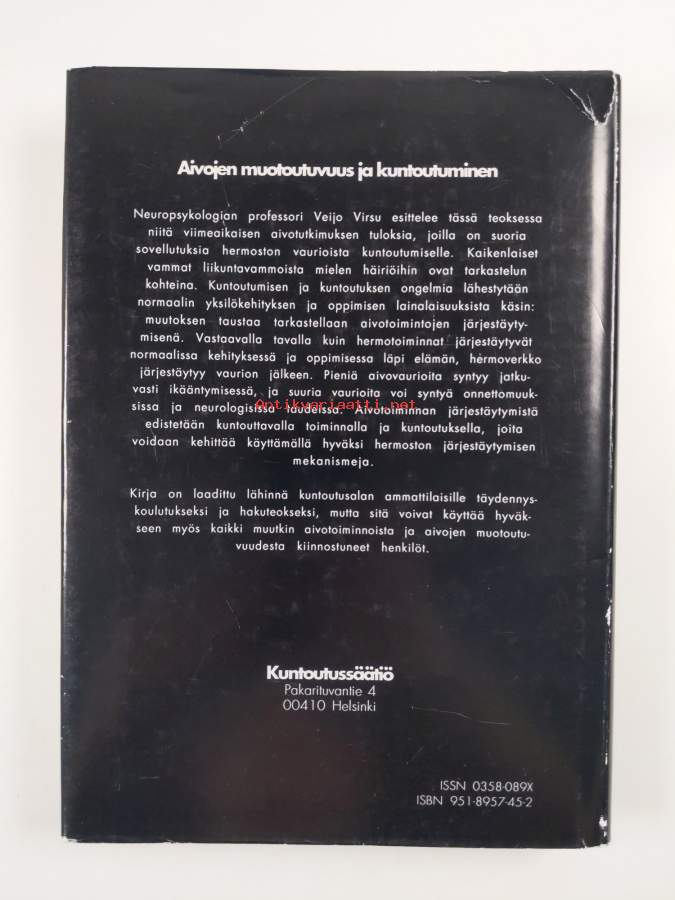 Aivojen muotoutuvuus ja kuntoutuminen
Neuropsykologian professori Veijo Virsu esittelee tässä teoksessa
niitä viimeaikaisen aivotutkimuksen tuloksia, joilla on suoria
sovellutuksia hermoston vaurioista kuntoutumiselle. Kaikenlaiset
vammat liikuntavammoista mielen häiriöihin ovat tarkastelun
kohteina. Kuntoutumisen ja kuntoutuksen ongelmia lähestytään
normaalin yksilökehityksen ja oppimisen lainalaisuuksista käsin:
muutoksen taustaa tarkastellaan aivotoimintojen järjestäyty-
misenä. Vastaavalla tavalla kuin hermotoiminnat järjestäytyvät
normaalissa kehityksessä ja oppimisessa läpi elämän, hermoverkko
järjestäytyy vaurion jälkeen. Pieniä aivovaurioita syntyy jatku-
vasti ikääntymisessä, ja suuria vaurioita voi syntyä onnettomuuk-
Antikvariaatti.net
sissa ja neurologisissa taudeissa. Aivotoiminnan järjestäytymistä
edistetään kuntouttavalla toiminnalla ja kuntoutuksella, joita
voidaan kehittää käyttämällä hyväksi hermoston järjestäytymisen
mekanismeja.
Kirja on laadittu lähinnä kuntoutusalan ammattilaisille täydennys-
koulutukseksi ja hakuteokseksi, mutta sitä voivat käyttää hyväk-
seen myös kaikki muutkin aivotoiminnoista ja aivojen muotoutu-
vuudesta kiinnostuneet henkilöt.
Kuntoutussäätiö
Pakarituvantie 4
00410 Helsinki
ISSN 0358-089X
ISBN 951-8957-45-2